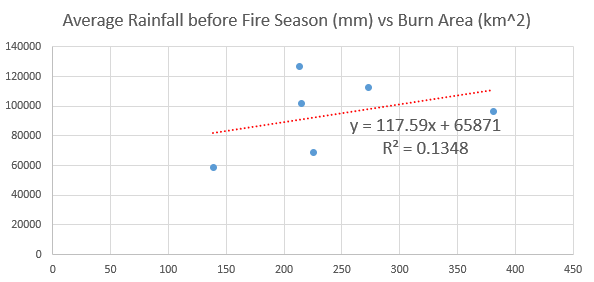 Average Rainfall before Fire Season (mm) vs Burn Area (km^2)
140000
120000
100000
80000
60000
40000
20000
0
y = 117.59x + 65871
R² = 0.1348
0 50 100 150 200 250 300 350 400 450